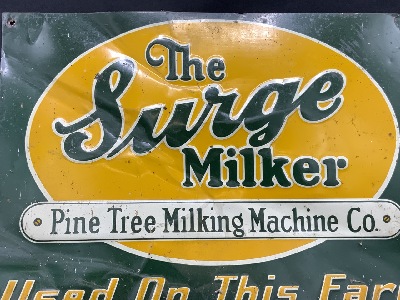 The
Surge
Milker
Pine Tree Milking Machine Co.
Used On This Farm